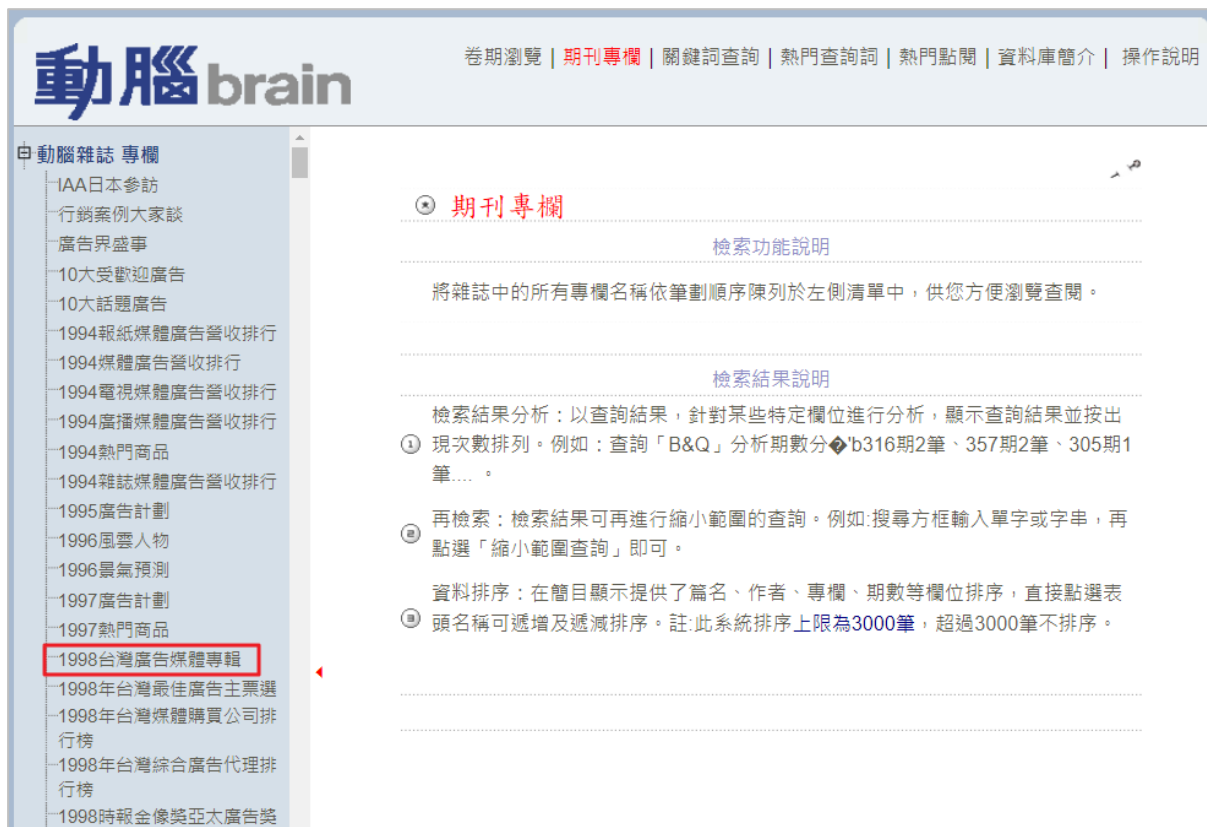 動腦brain
卷期瀏覽 | 期刊專欄 | 關鍵詞查詢 | 熱門查詢詞 | 熱門點閱 | 資料庫簡介 | 操作說明
動腦雜誌 專欄
IAA日本參訪
行銷案例大家談
廣告界盛事
10大受歡迎廣告
10大話題廣告
1994報紙媒體廣告營收排行
1994媒體廣告營收排行
1994電視媒體廣告營收排行
1994廣播媒體廣告營收排行
1994熱門商品
1994雜誌媒體廣告營收排行
1995廣告計劃
1996風雲人物
1996景氣預測
1997廣告計劃
1997熱門商品
1998台灣廣告媒體專輯
1998年台灣最佳廣告主票選
1998年台灣媒體購買公司排
行榜
1998年台灣綜合廣告代理排
行榜
1998時報金像獎亞太廣告獎
期刊專欄
檢索功能說明
將雜誌中的所有專欄名稱依筆劃順序陳列於左側清單中，供您方便瀏覽查閱。
檢索結果說明
檢索結果分析：以查詢結果，針對某些特定欄位進行分析，顯示查詢結果並按出
① 現次數排列。例如：查詢「B&Q」分析期數分�'b316期2筆、357期2筆、305期1
筆.... 。
② 再檢索：檢索結果可再進行縮小範圍的查詢。例如:搜尋方框輸入單字或字串，再
點選「縮小範圍查詢」即可。
③ 資料排序：在簡目顯示提供了篇名、作者、專欄、期數等欄位排序，直接點選表
頭名稱可遞增及遞減排序。註:此系統排序上限為3000筆，超過3000筆不排序。